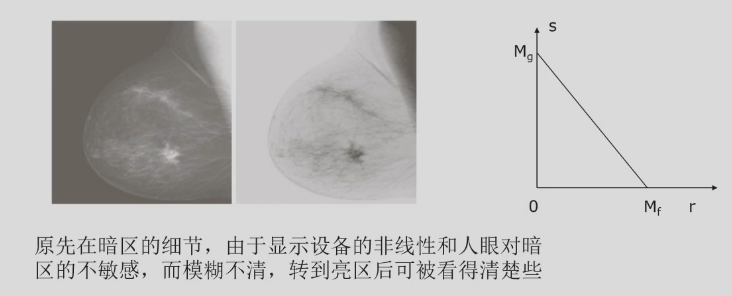 s
Mg
0
Mf
r
原先在暗区的细节，由于显示设备的非线性和人眼对暗
区的不敏感，而模糊不清，转到亮区后可被看得清楚些